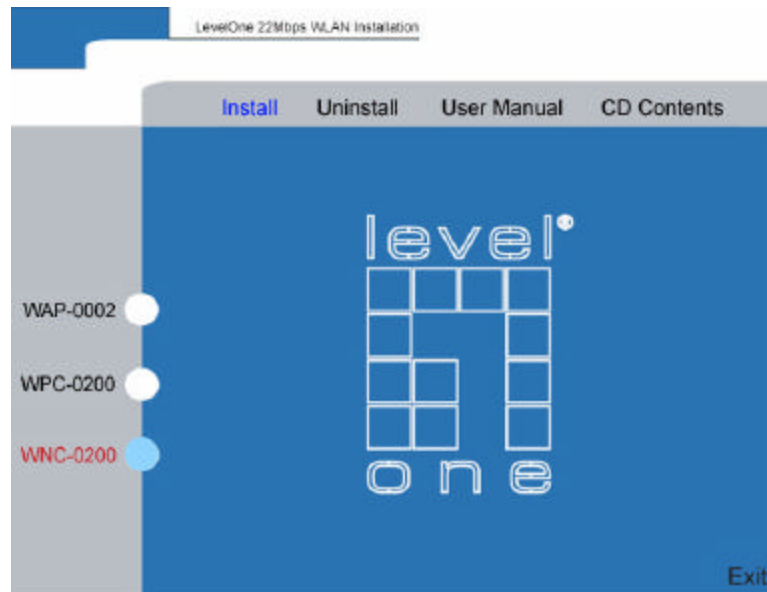 LevelOne 22Mbps WLAN Installation
Install Uninstall User Manual CD Contents
level®
WAP-0002
WPC-0200
WNC-0200
one
Exit